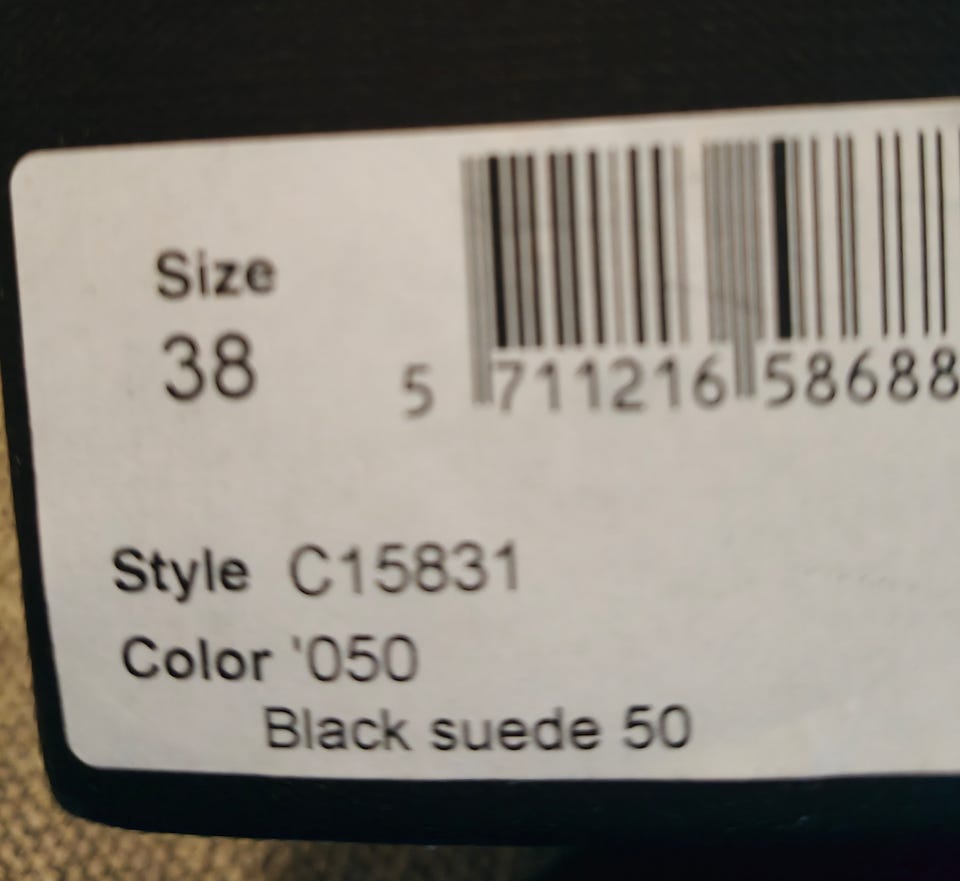 Size
38
5 711216 58688
Style C15831
Color '050
Black suede 50